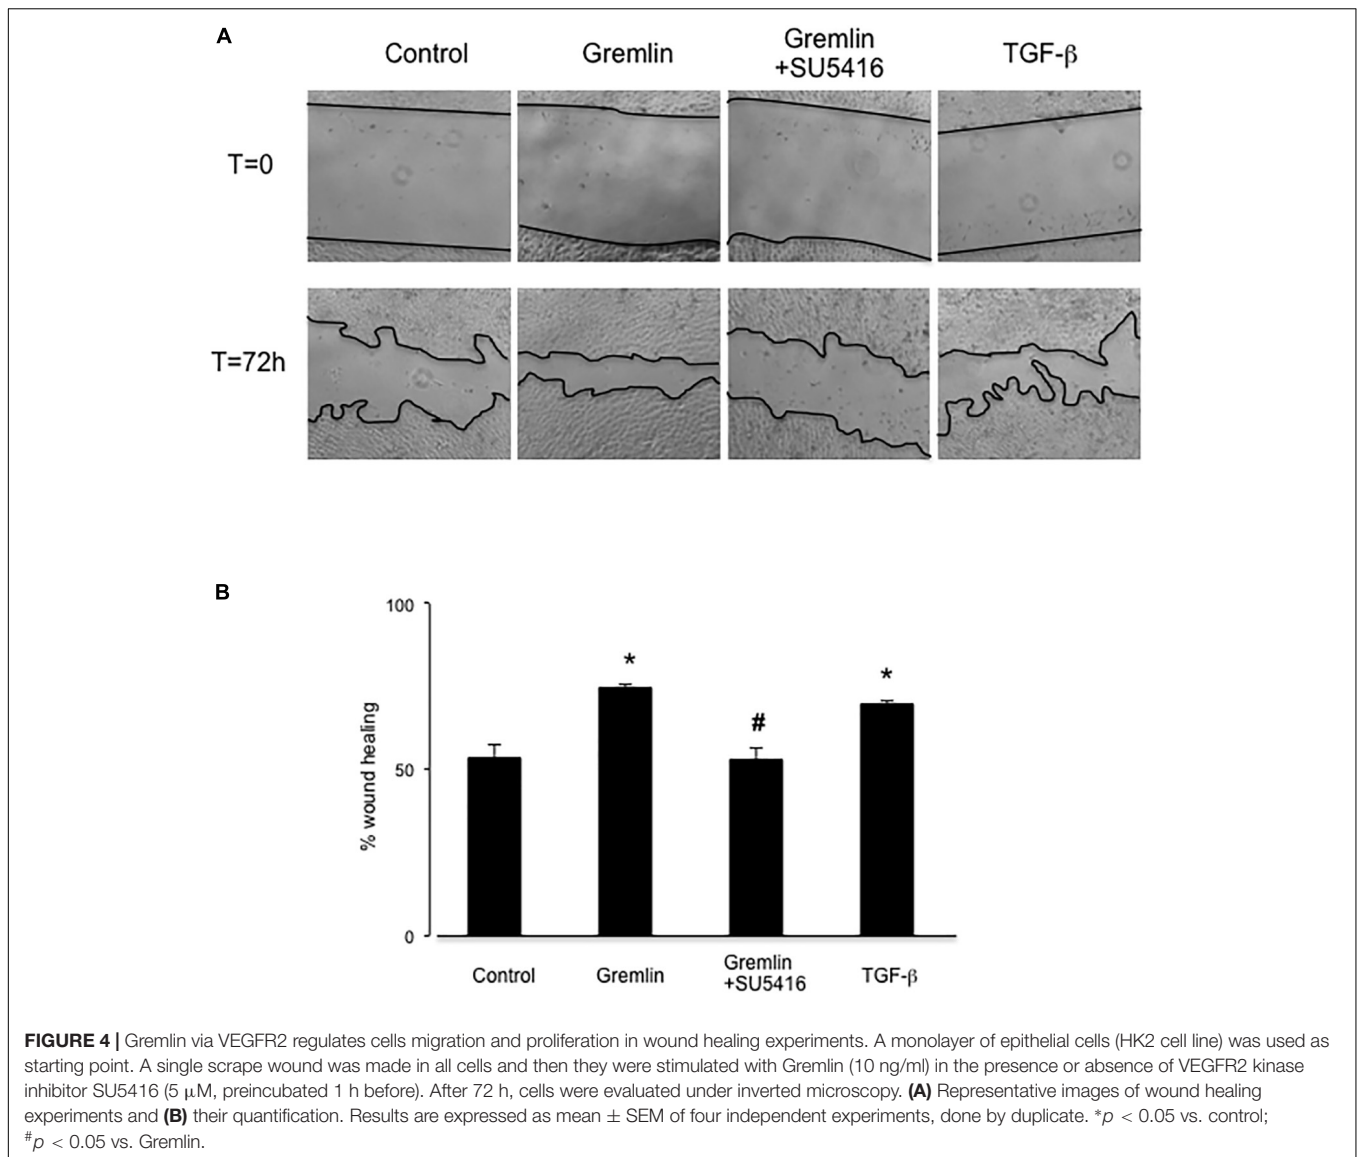 A
Control
Gremlin
Gremlin
+SU5416
TGF-β
T=0
T=72h
B
100
50
0
% wound healing
*
#
*
Control
Gremlin
Gremlin
+SU5416
TGF-β
FIGURE 4 | Gremlin via VEGFR2 regulates cells migration and proliferation in wound healing experiments. A monolayer of epithelial cells (HK2 cell line) was used as
starting point. A single scrape wound was made in all cells and then they were stimulated with Gremlin (10 ng/ml) in the presence or absence of VEGFR2 kinase
inhibitor SU5416 (5 μM, preincubated 1 h before). After 72 h, cells were evaluated under inverted microscopy. (A) Representative images of wound healing
experiments and (B) their quantification. Results are expressed as mean ± SEM of four independent experiments, done by duplicate. *p < 0.05 vs. control;
#p < 0.05 vs. Gremlin.